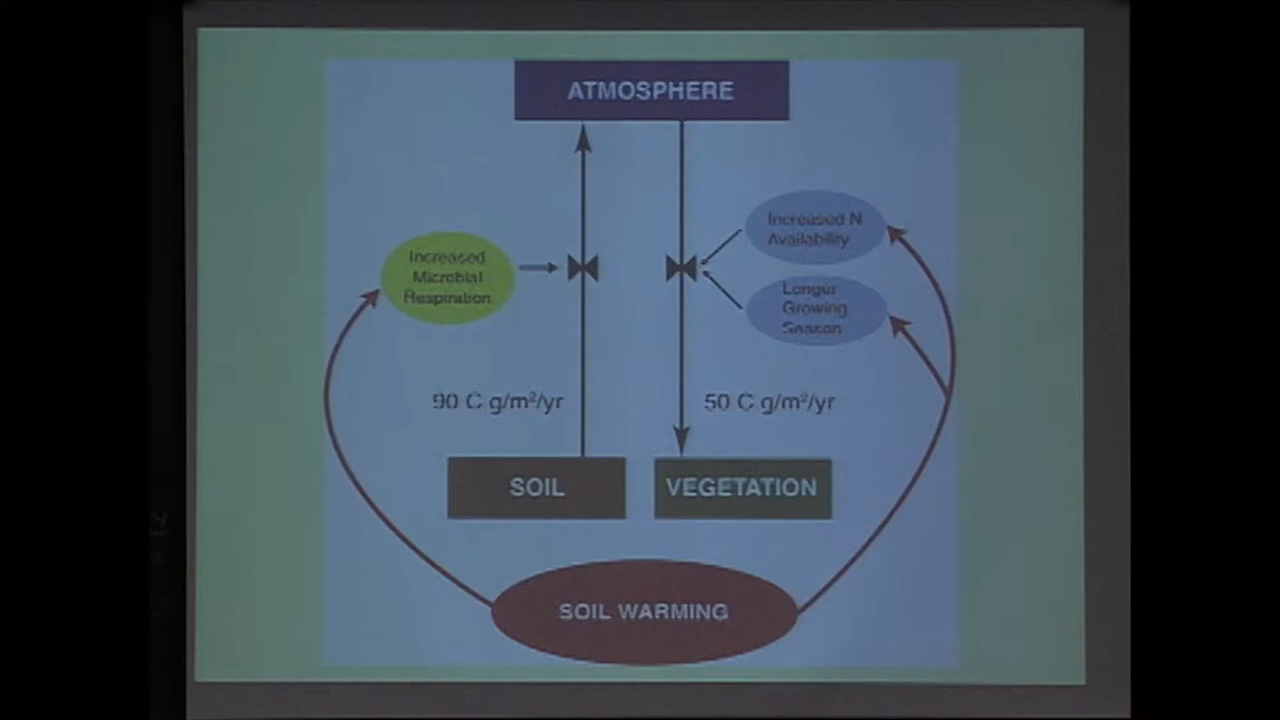 ATMOSPHERE
Increased N
Availability
Increased
Microbial
Respiration
Longer
Growing
Season
90 C g/m²/yr
50 C g/m²/yr
SOIL
VEGETATION
SOIL WARMING